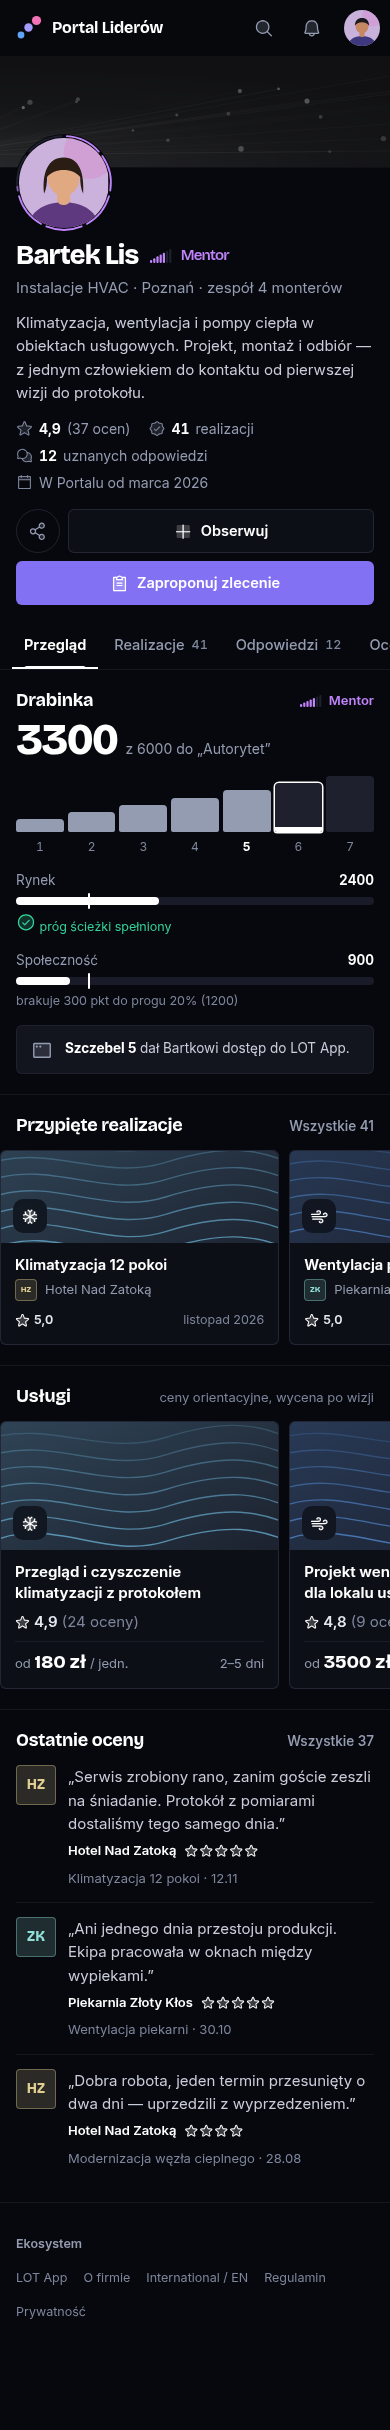 Portal Liderów
Bartek Lis Mentor
Instalacje HVAC · Poznań · zespół 4 monterów
Klimatyzacja, wentylacja i pompy ciepła w
obiektach usługowych. Projekt, montaż i odbiór —
z jednym człowiekiem do kontaktu od pierwszej
wizji do protokołu.
4,9 (37 ocen) 41 realizacji
12 uznanych odpowiedzi
W Portalu od marca 2026
Obserwuj
Zaproponuj zlecenie
Przegląd Realizacje 41 Odpowiedzi 12 Oc
Drabinka Mentor
3300 z 6000 do „Autorytet”
1 2 3 4 5 6 7
Rynek 2400
próg ścieżki spełniony
Społeczność 900
brakuje 300 pkt do progu 20% (1200)
Szczebel 5 dał Bartkowi dostęp do LOT App.
Przypięte realizacje Wszystkie 41
Klimatyzacja 12 pokoi
HZ Hotel Nad Zatoką
5,0 listopad 2026
Wentylacja p
ZK Piekarnia
5,0
Usługi ceny orientacyjne, wycena po wizji
Przegląd i czyszczenie
klimatyzacji z protokołem
4,9 (24 oceny)
od 180 zł / jedn. 2–5 dni
Projekt wen
dla lokalu us
4,8 (9 oce
od 3500 zł
Ostatnie oceny Wszystkie 37
HZ
„Serwis zrobiony rano, zanim goście zeszli
na śniadanie. Protokół z pomiarami
dostaliśmy tego samego dnia.”
Hotel Nad Zatoką
Klimatyzacja 12 pokoi · 12.11
ZK
„Ani jednego dnia przestoju produkcji.
Ekipa pracowała w oknach między
wypiekami.”
Piekarnia Złoty Kłos
Wentylacja piekarni · 30.10
HZ
„Dobra robota, jeden termin przesunięty o
dwa dni — uprzedzili z wyprzedzeniem.”
Hotel Nad Zatoką
Modernizacja węzła cieplnego · 28.08
Ekosystem
LOT App O firmie International / EN Regulamin
Prywatność